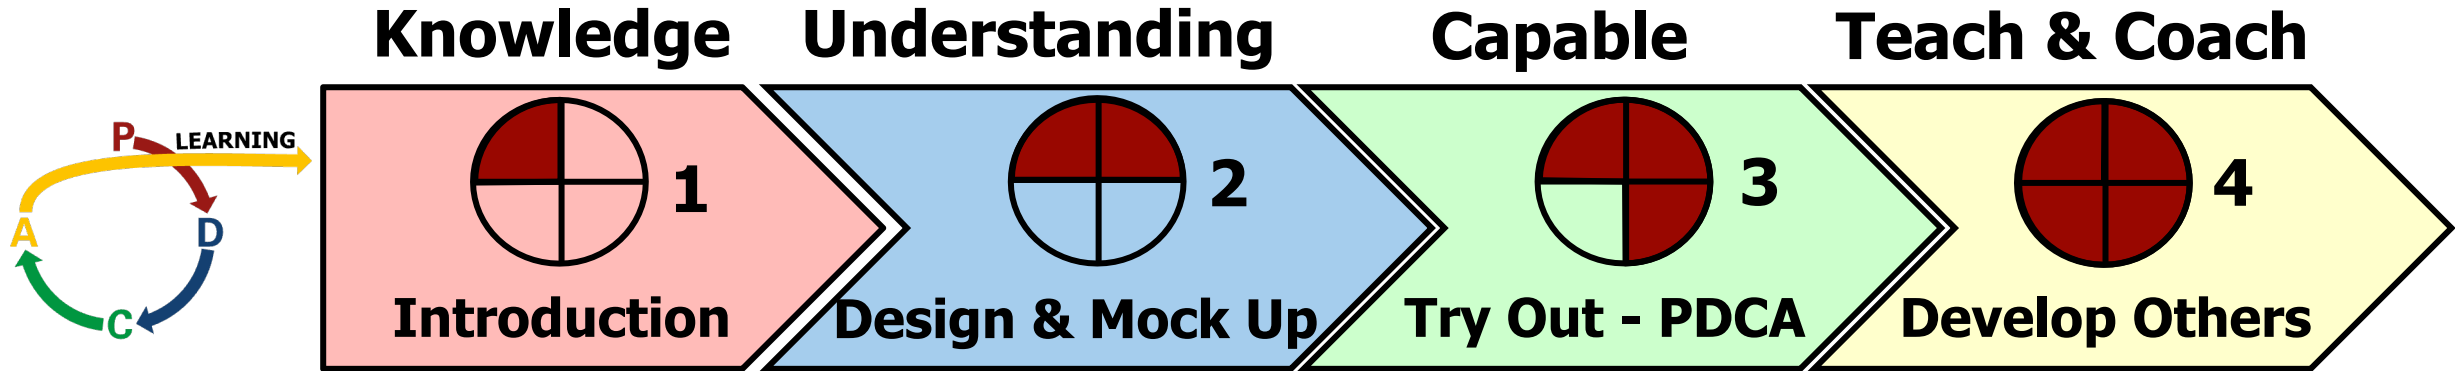 Knowledge
Understanding
Capable
Teach & Coach
P
LEARNING
A
D
C
1
2
3
4
Introduction
Design & Mock Up
Try Out - PDCA
Develop Others